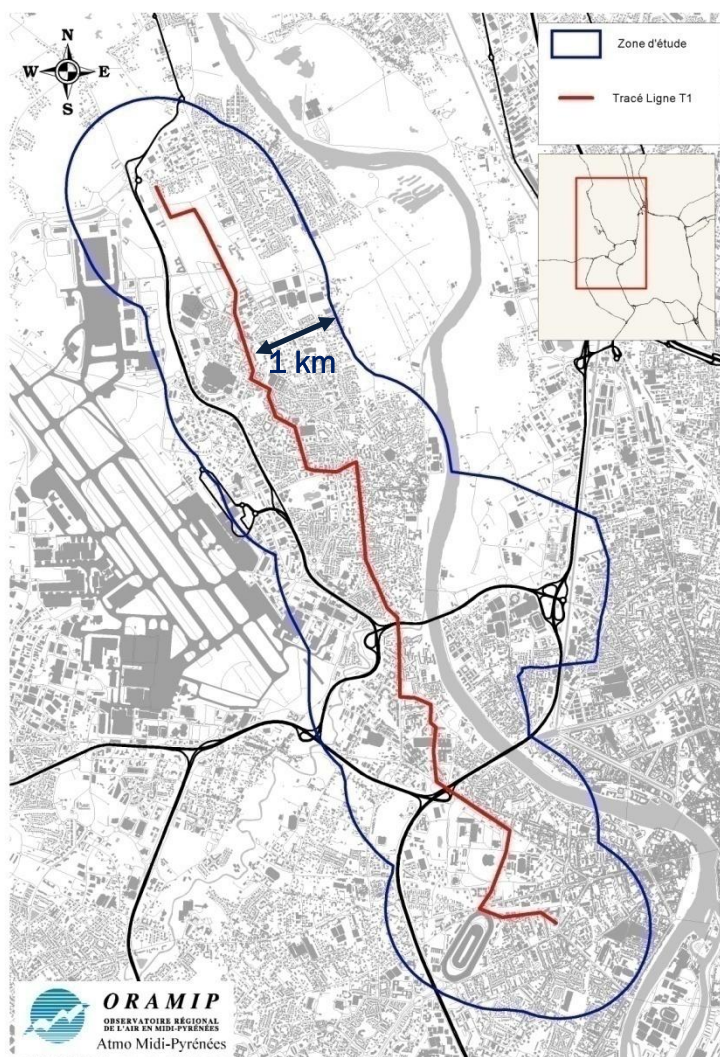 N
W E
S
Zone d'étude
Tracé Ligne T1
1 km
ORAMIP
OBSERVATOIRE RÉGIONAL
DE L'AIR EN MIDI-PYRÉNÉES
Atmo Midi-Pyrénées